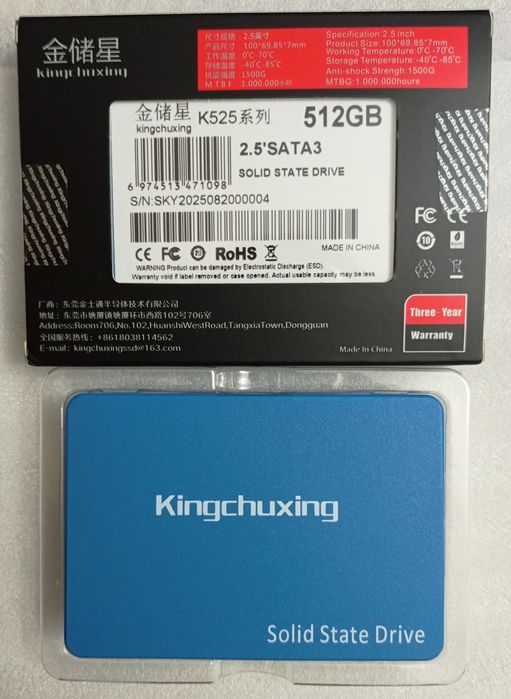 金储星
kingchuxing
尺寸规格：2.5英寸
产品尺寸：100*69.85*7mm
工作温度：0℃-70℃
存储温度：-40℃-85℃
抗震强度：1500G
MTBF：1.000.000小时
Specification:2.5 inch
Product Size:100*69.85*7mm
Working Temperature:0℃-70℃
Storage Temperature:-40℃-85℃
Anti-shock Strengh:1500G
MTBG:1.000.000hours
金储星 K525系列 512GB
kingchuxing
2.5'SATA3
SOLID STATE DRIVE
6 974513 471098
S/N:SKY2025082000004
MADE IN CHINA
CE FC 10 RoHS
WARNING Product can be damaged by Electrostatic Discharge (ESD).
Warranty void if label removed or case opened. Actual usable capacity may be less.
FC CE
10 RoHS
厂商：东莞金士通半导体技术有限公司
地址：东莞市塘厦镇塘厦环市西路102号706室
Address:Room706,No.102,HuanshiWestRoad,TangxiaTown,Dongguan
全国服务热线：+8618038114562
E-mail：kingchuxingssd@163.com
Made In China
Three-Year
Warranty
Kingchuxing
Solid State Drive